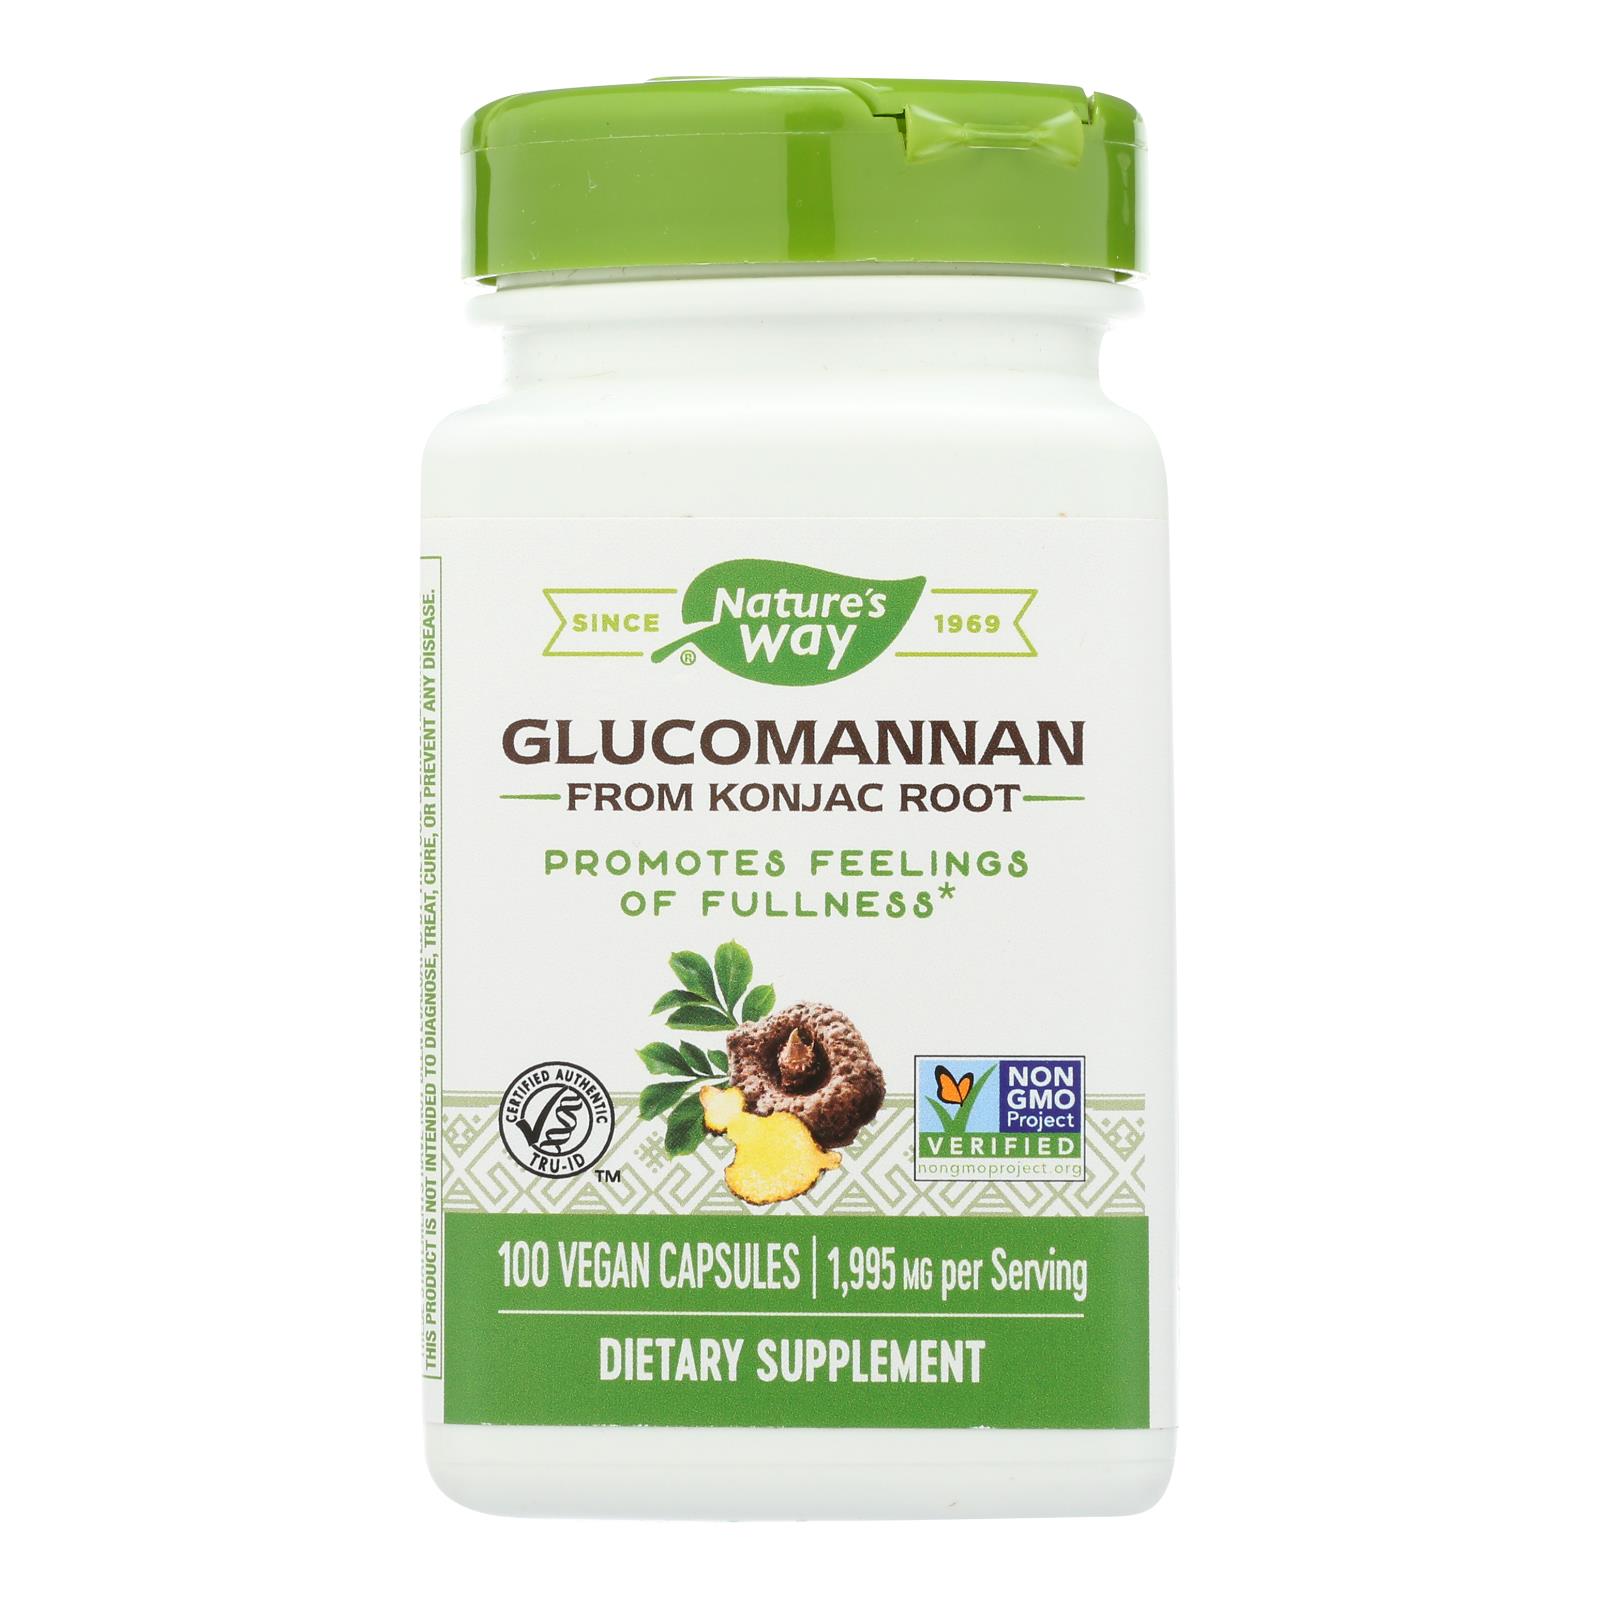 SINCE Nature's Way ® 1969
GLUCOMANNAN
FROM KONJAC ROOT
PROMOTES FEELINGS
OF FULLNESS*
CERTIFIED AUTHENTIC
TRU-ID
TM
NON
GMO
Project
VERIFIED
nongmoproject.org
100 VEGAN CAPSULES | 1,995 MG per Serving
DIETARY SUPPLEMENT
THIS PRODUCT IS NOT INTENDED TO DIAGNOSE, TREAT, CURE, OR PREVENT ANY DISEASE.